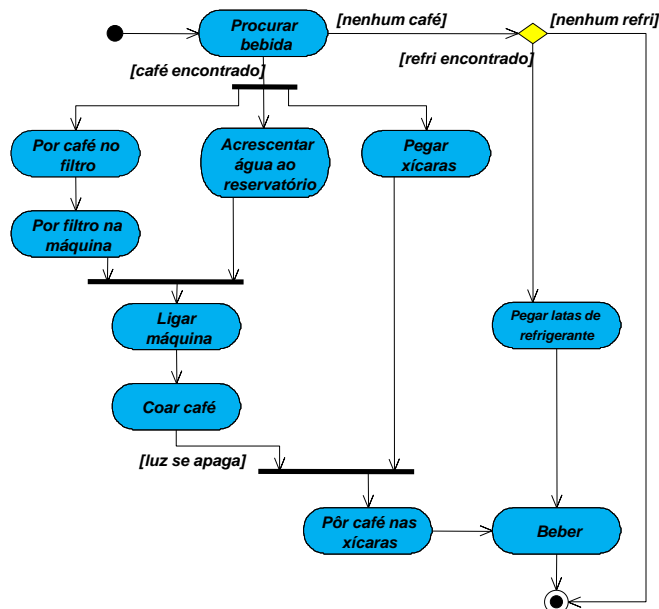 Procurar
bebida
[nenhum café]
[nenhum refri]
[café encontrado]
[refri encontrado]
Por café no
filtro
Acrescentar
água ao
reservatório
Pegar
xícaras
Por filtro na
máquina
Ligar
máquina
Pegar latas de
refrigerante
Coar café
[luz se apaga]
Pôr café nas
xícaras
Beber